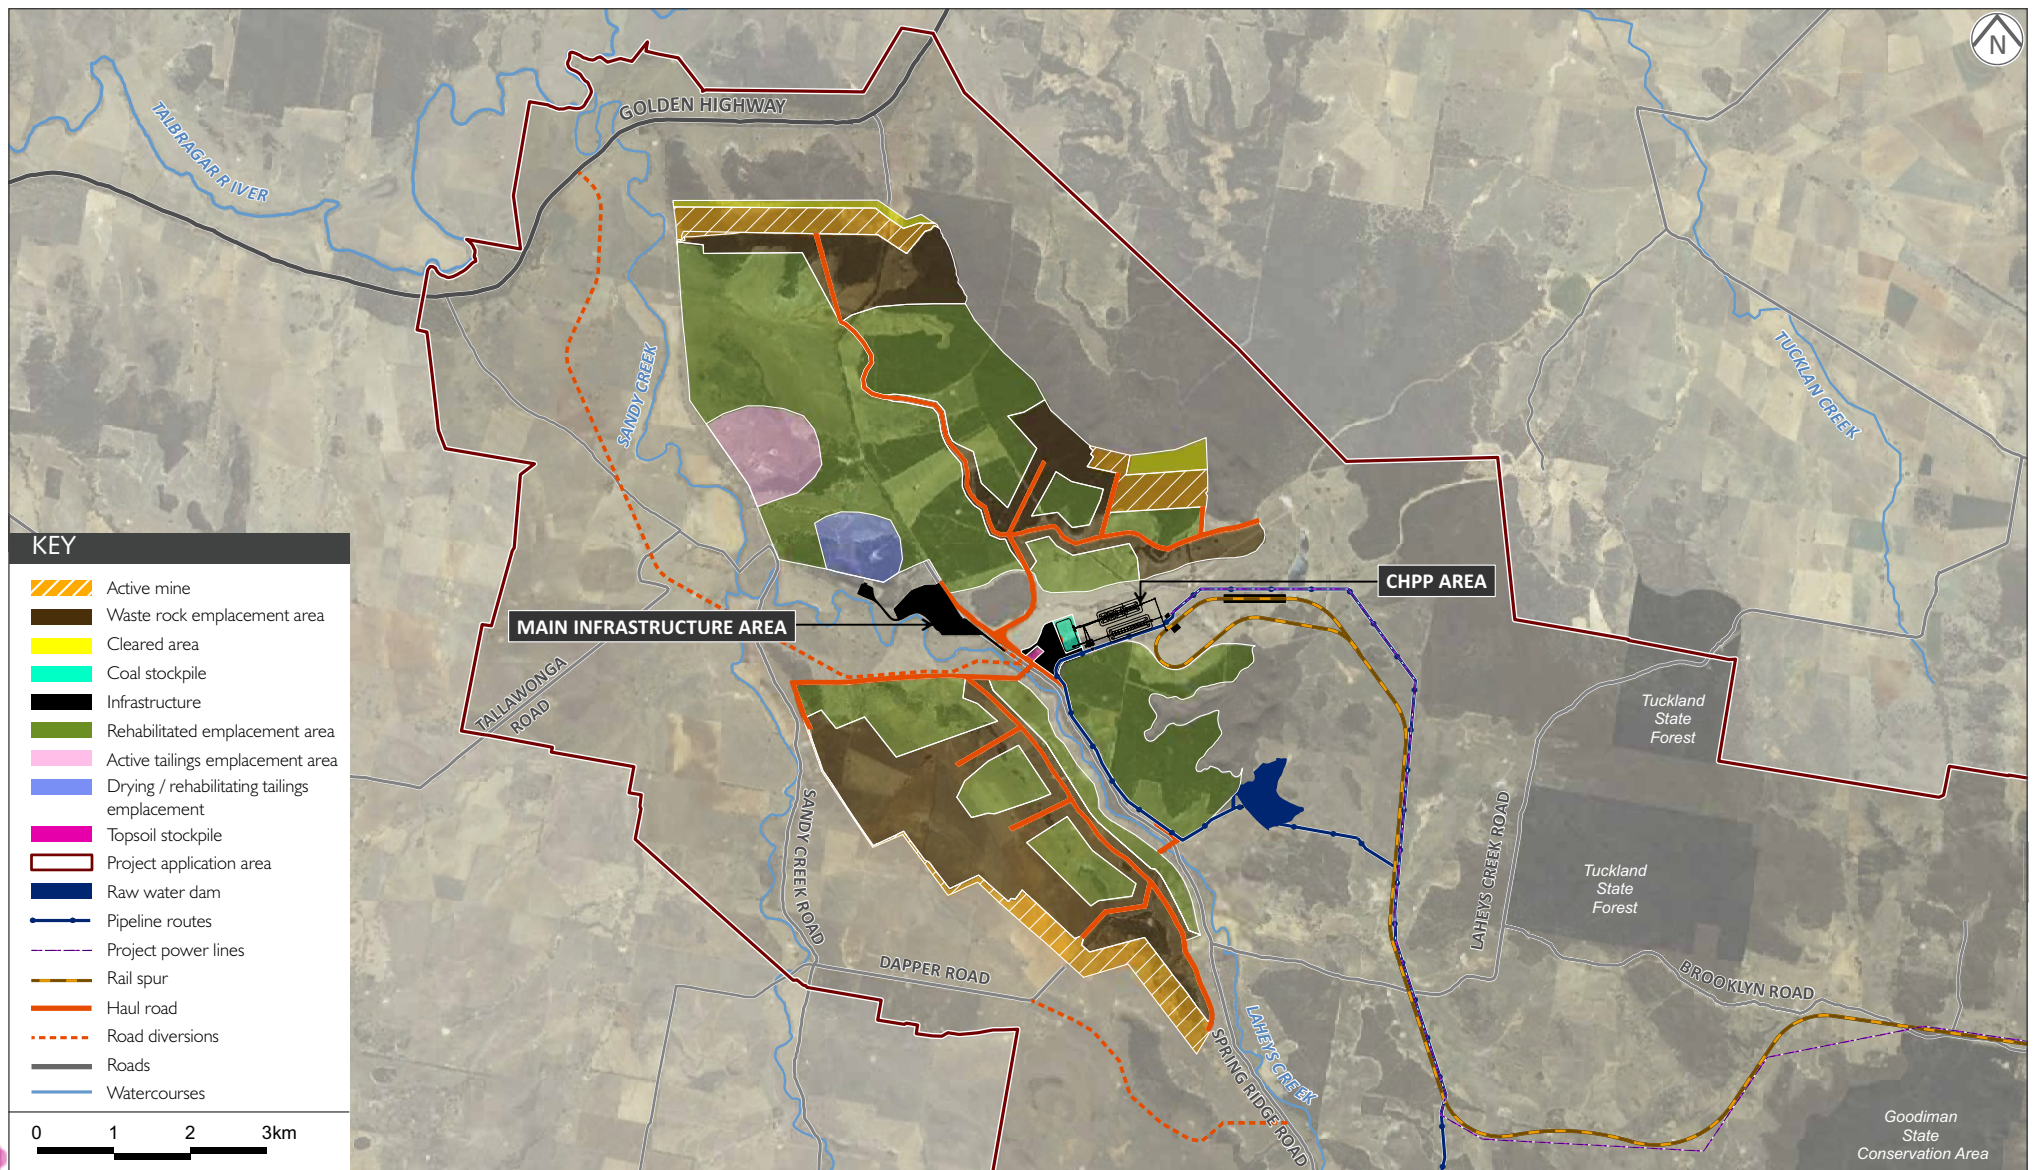 N
GOLDEN HIGHWAY
TALBRAGAR RIVER
SANDY CREEK
TUCKLAN CREEK
CHPP AREA
MAIN INFRASTRUCTURE AREA
TALLAWONGA
ROAD
Tuckland
State
Forest
SANDY CREEK ROAD
LAHEYS CREEK ROAD
Tuckland
State
Forest
DAPPER ROAD
BROOKLYN ROAD
LAHEYS CREEK
SPRING RIDGE ROAD
Goodiman
State
Conservation Area
KEY
Active mine
Waste rock emplacement area
Cleared area
Coal stockpile
Infrastructure
Rehabilitated emplacement area
Active tailings emplacement area
Drying / rehabilitating tailings
emplacement
Topsoil stockpile
Project application area
Raw water dam
Pipeline routes
Project power lines
Rail spur
Haul road
Road diversions
Roads
Watercourses
0 1 2 3km